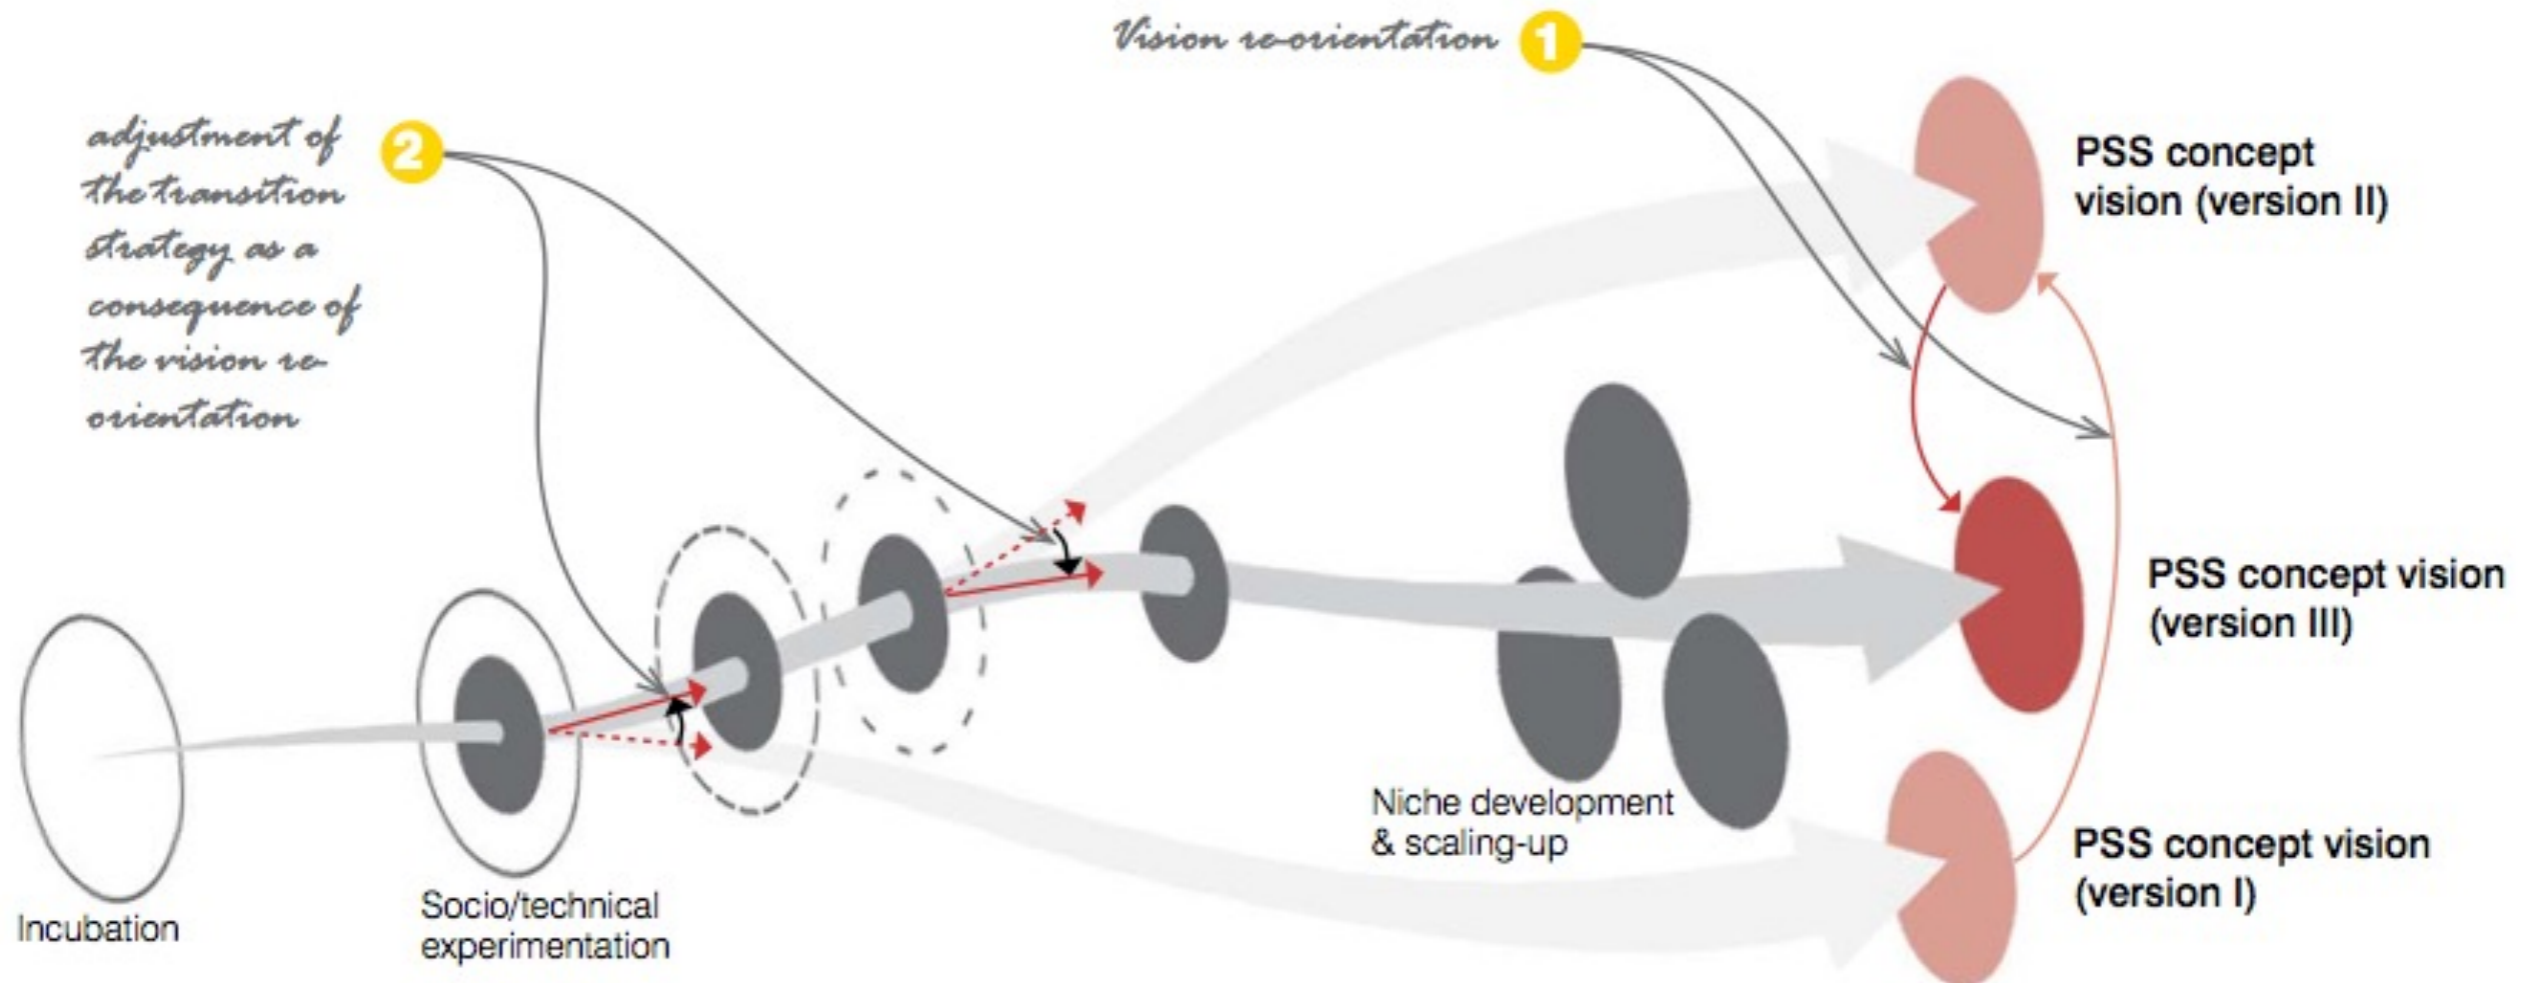 Vision re-orientation
1
adjustment of
the transition
strategy as a
consequence of
the vision re-
orientation
2
PSS concept
vision (version II)
PSS concept vision
(version III)
Niche development
& scaling-up
PSS concept vision
(version I)
Socio/technical
experimentation
Incubation